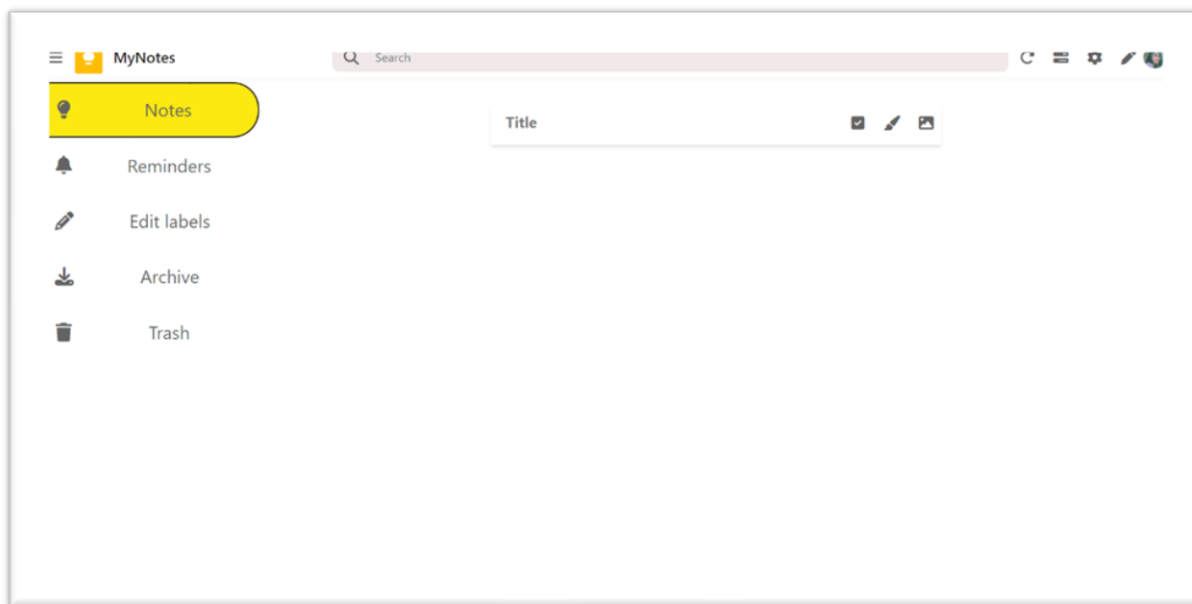 MyNotes
Search
Notes
Title
Reminders
Edit labels
Archive
Trash